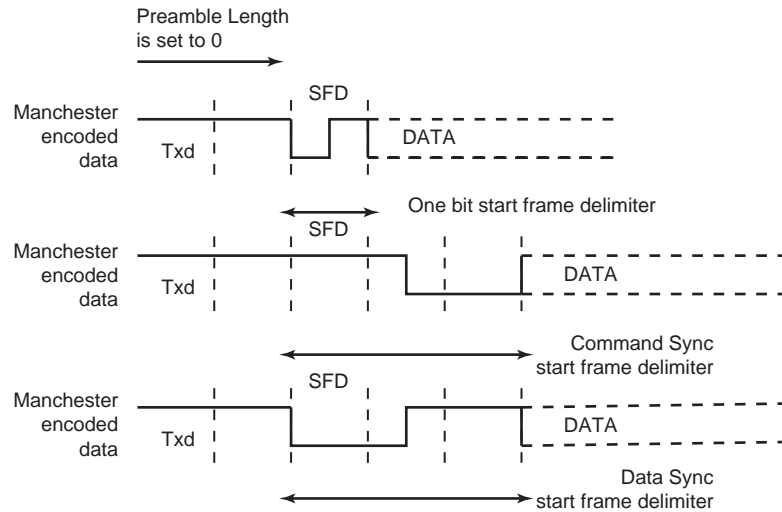 Preamble Length
is set to 0
SFD
Manchester
encoded
data
Txd
DATA
One bit start frame delimiter
SFD
Manchester
encoded
data
Txd
DATA
Command Sync
start frame delimiter
SFD
Manchester
encoded
data
Txd
DATA
Data Sync
start frame delimiter